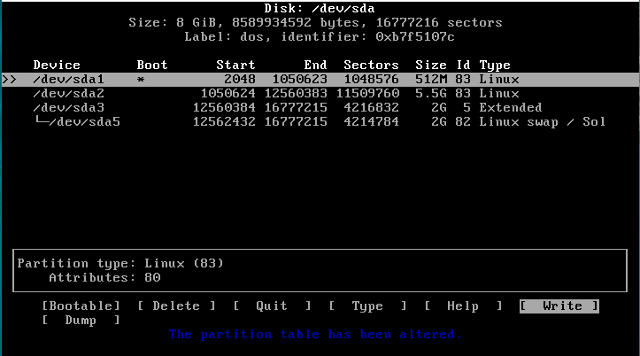 Disk: /dev/sda
Size: 8 GiB, 8589934592 bytes, 16777216 sectors
Label: dos, identifier: 0xb7f5107c
Device Boot Start End Sectors Size Id Type
>> /dev/sda1 * 2048 1050623 1048576 512M 83 Linux
/dev/sda2 1050624 12560383 11509760 5.5G 83 Linux
/dev/sda3 12560384 16777215 4216832 2G 5 Extended
└─/dev/sda5 12562432 16777215 4214784 2G 82 Linux swap / Sol
Partition type: Linux (83)
Attributes: 80
[Bootable] [ Delete ] [ Quit ] [ Type ] [ Help ] [ Write ]
[ Dump ]
The partition table has been altered.